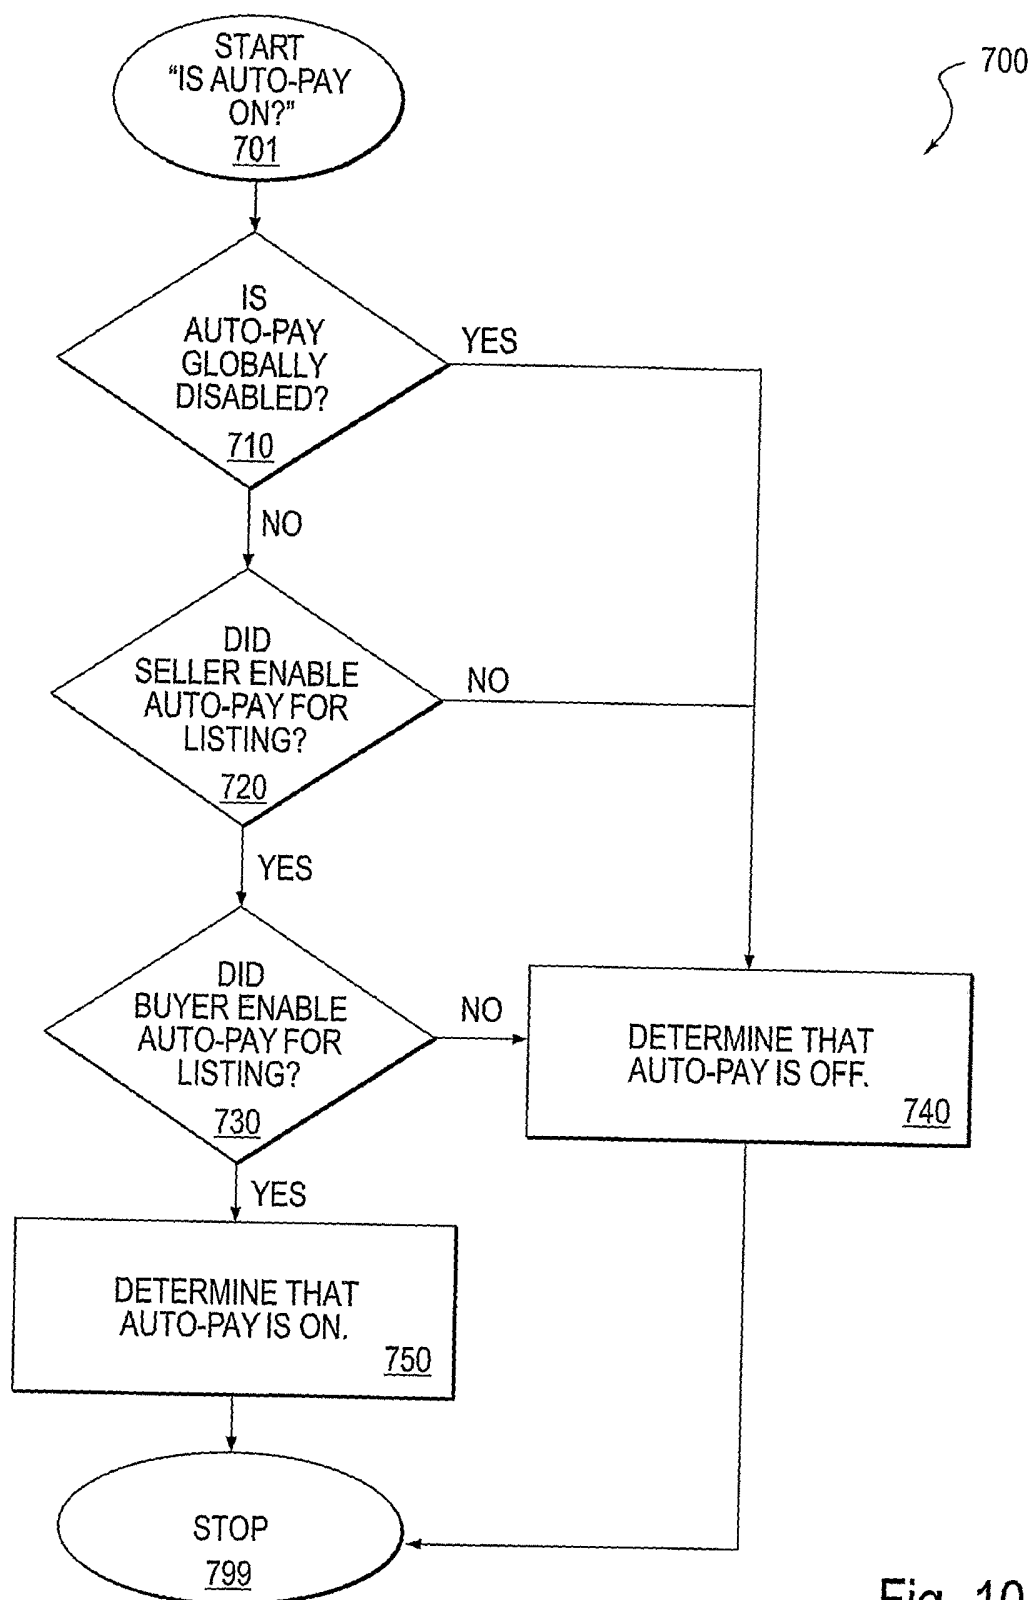 START
"IS AUTO-PAY
ON?"
701
700
IS
AUTO-PAY
GLOBALLY
DISABLED?
710
YES
NO
DID
SELLER ENABLE
AUTO-PAY FOR
LISTING?
720
NO
YES
DID
BUYER ENABLE
AUTO-PAY FOR
LISTING?
730
NO
YES
DETERMINE THAT
AUTO-PAY IS OFF.
740
DETERMINE THAT
AUTO-PAY IS ON.
750
STOP
799
Fig. 10